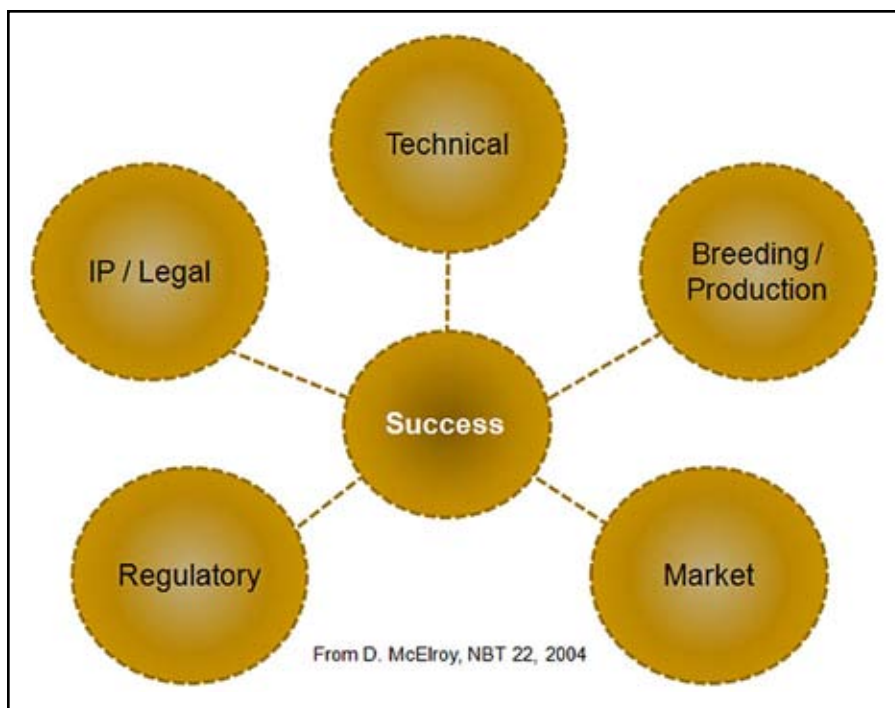 Technical
IP / Legal
Breeding /
Production
Success
Regulatory
Market
From D. McElroy, NBT 22, 2004